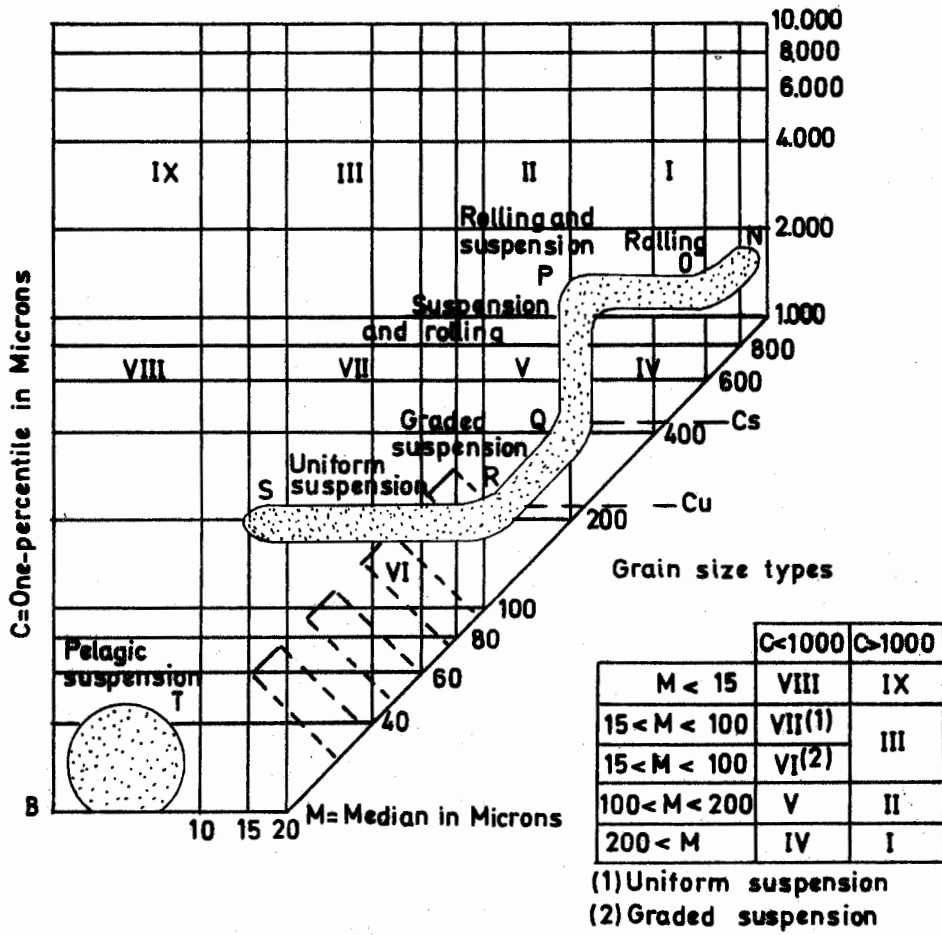 10.000
8.000
6.000
4.000
IX III II I
2.000
Rolling and
suspension
Rolling
N
O
P
Suspension
and rolling
1.000
800
VIII VII V IV
600
Graded
suspension
Q
Cs
400
Uniform
suspension
S
R
Cu
200
VI
Grain size types
100
80
Pelagic
suspension
T
60
40
B
10 15 20 M=Median in Microns
C=One-percentile in Microns
C<1000 C>1000
M < 15 VIII IX
15<M< 100 VII(1) III
15<M< 100 VI(2)
100<M<200 V II
200<M IV I
(1) Uniform suspension
(2) Graded suspension